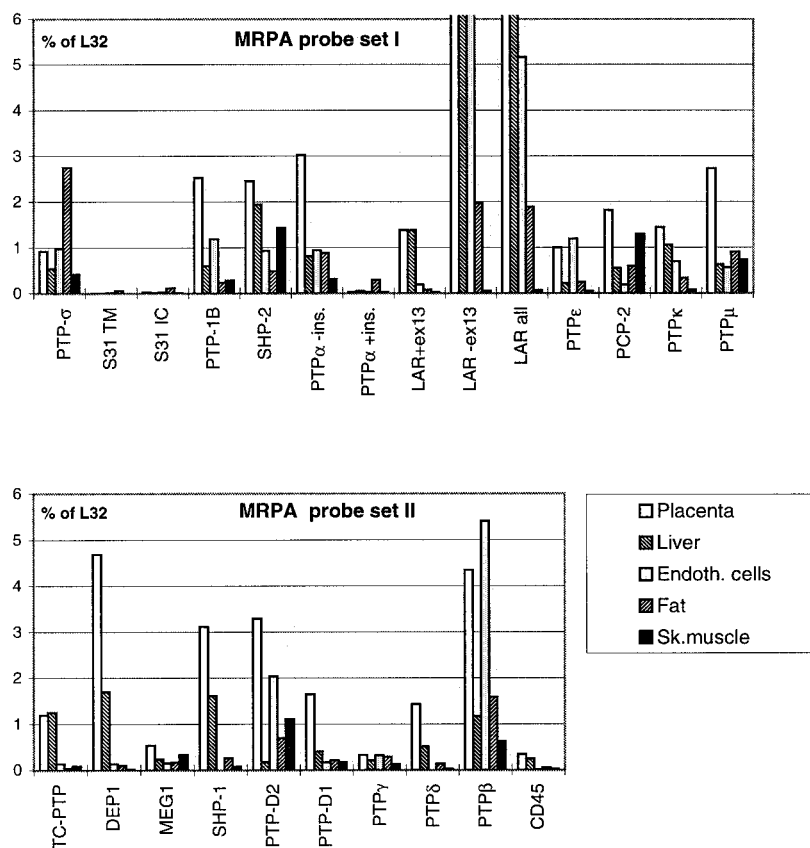 % of L32
MRPA probe set I
6
5
4
3
2
1
0
PTP-σ
S31 TM
S31 IC
PTP-1B
SHP-2
PTPα -ins.
PTPα +ins.
LAR+ex13
LAR -ex13
LAR all
PTPε
PCP-2
PTPκ
PTPμ
% of L32
MRPA probe set II
6
5
4
3
2
1
0
TC-PTP
DEP1
MEG1
SHP-1
PTP-D2
PTP-D1
PTPγ
PTPδ
PTPβ
CD45
Placenta
Liver
Endoth. cells
Fat
Sk.muscle